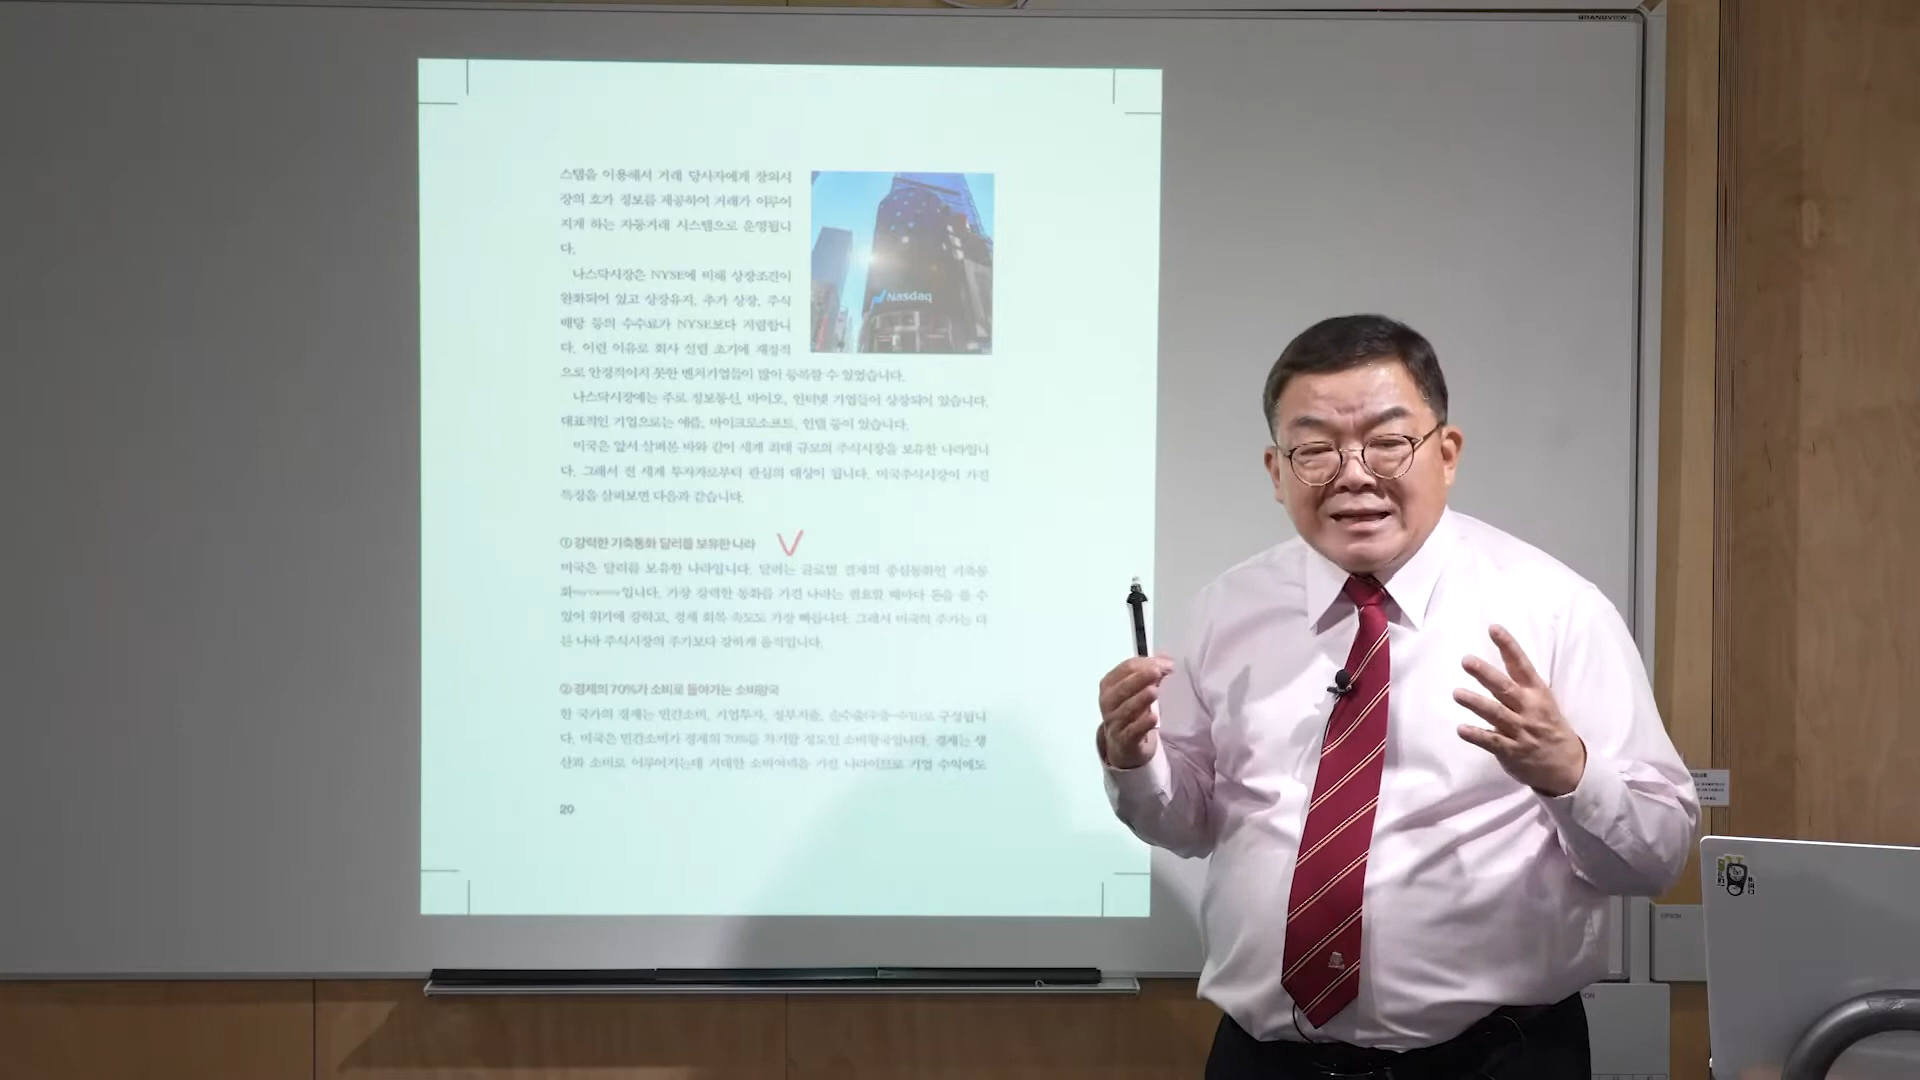 BRANDVIEW
스템을 이용해서 거래 당사자에게 장외시
장의 호가 정보를 제공하여 거래가 이루어
지게 하는 자동거래 시스템으로 운영됩니
다.
나스닥시장은 NYSE에 비해 상장조건이
완화되어 있고 상장유지, 추가 상장, 주식
배당 등의 수수료가 NYSE보다 저렴합니
다. 이런 이유로 회사 설립 초기에 재정적
으로 안정적이지 못한 벤처기업들이 많이 등록할 수 있었습니다.
Nasdaq
나스닥시장에는 주로 정보통신, 바이오, 인터넷 기업들이 상장되어 있습니다.
대표적인 기업으로는 애플, 마이크로소프트, 인텔 등이 있습니다.
미국은 앞서 살펴본 바와 같이 세계 최대 규모의 주식시장을 보유한 나라입니
다. 그래서 전 세계 투자자로부터 관심의 대상이 됩니다. 미국주식시장이 가진
특징을 살펴보면 다음과 같습니다.
① 강력한 기축통화 달러를 보유한 나라
미국은 달러를 보유한 나라입니다. 달러는 글로벌 결제의 중심통화인 기축통
화입니다. 가장 강력한 통화를 가진 나라는 필요할 때마다 돈을 풀 수
있어 위기에 강하고, 경제 회복 속도도 가장 빠릅니다. 그래서 미국의 주가는 다
른 나라 주식시장의 주가보다 강하게 움직입니다.
② 경제의 70%가 소비로 돌아가는 소비왕국
한 국가의 경제는 민간소비, 기업투자, 정부지출, 순수출(수출-수입)로 구성됩니
다. 미국은 민간소비가 경제의 70%를 차지할 정도인 소비왕국입니다. 경제는 생
산과 소비로 이루어지는데 거대한 소비여력을 가진 나라이므로 기업 수익에도
20
EPSON